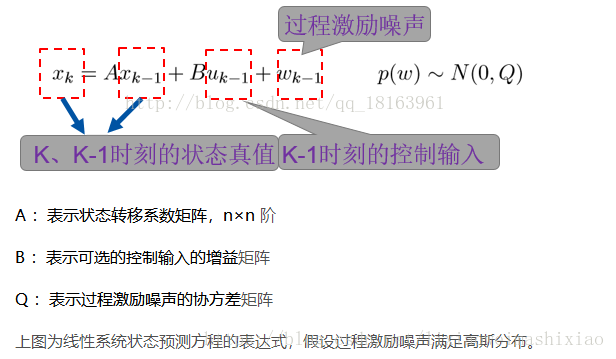 过程激励噪声
x_k = Ax_{k-1} + Bu_{k-1} + w_{k-1}  p(w) ~ N(0, Q)
http://blog.csdn.net/qq_18163961
K、K-1时刻的状态真值 K-1时刻的控制输入
A ：表示状态转移系数矩阵，n×n 阶
B ：表示可选的控制输入的增益矩阵
Q ：表示过程激励噪声的协方差矩阵
上图为线性系统状态预测方程的表达式，假设过程激励噪声满足高斯分布。